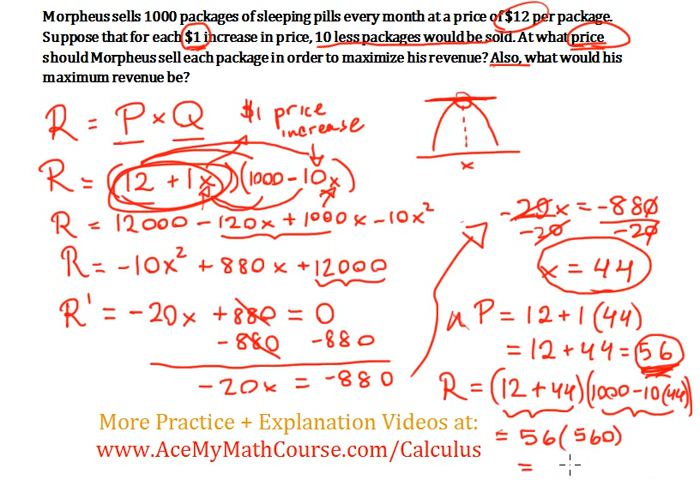 Morpheus sells 1000 packages of sleeping pills every month at a price of $12 per package.
Suppose that for each $1 increase in price, 10 less packages would be sold. At what price
should Morpheus sell each package in order to maximize his revenue? Also, what would his
maximum revenue be?
R = P × Q
$1 price
increase
R = (12 + 1x)(1000 - 10x)
R = 12000 - 120x + 1000x - 10x²
R = -10x² + 880x + 12000
R' = -20x + 880 = 0
- 880 -880
-20x = -880
x
-20x = -880
-20 -20
x = 44
P = 12 + 1(44)
= 12 + 44 = 56
R = (12 + 44)(1000 - 10(44))
= 56(560)
=
More Practice + Explanation Videos at:
www.AceMyMathCourse.com/Calculus